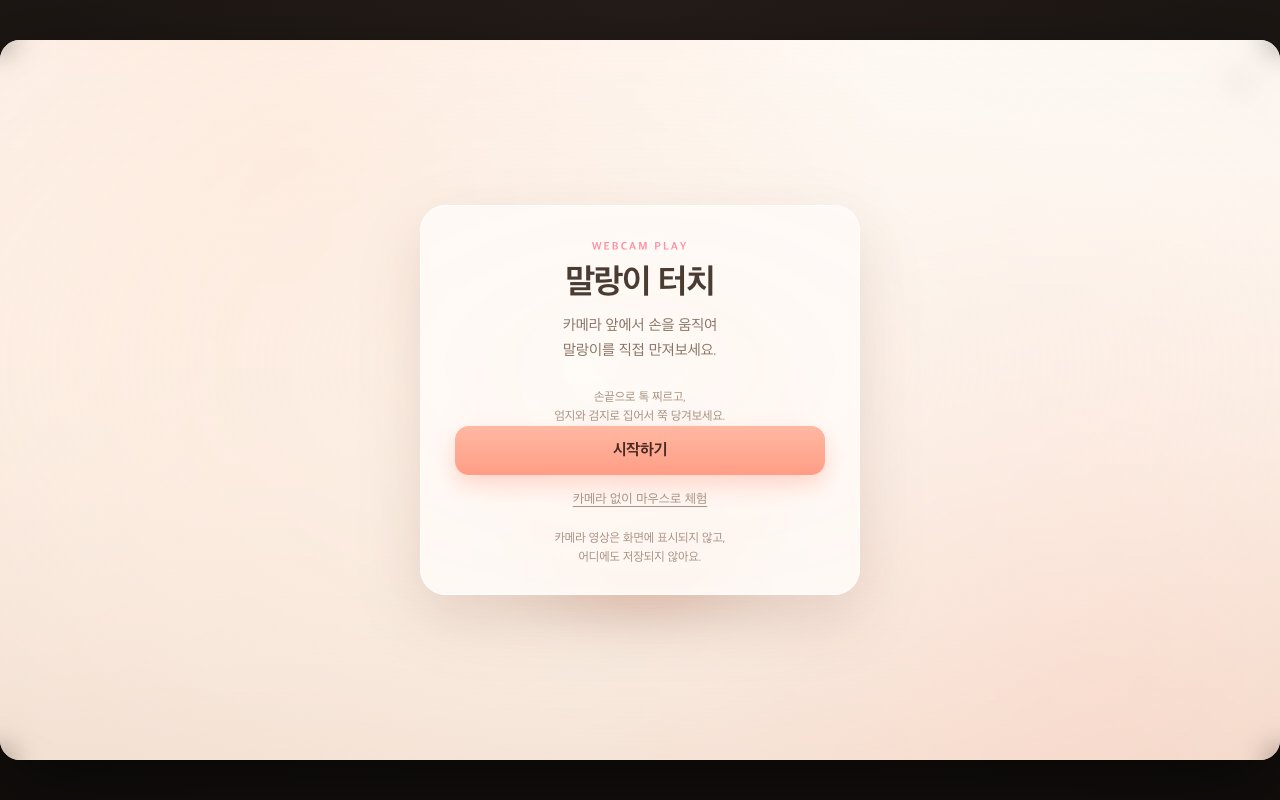 WEBCAM PLAY
말랑이 터치
카메라 앞에서 손을 움직여
말랑이를 직접 만져보세요.
손끝으로 톡 찌르고,
엄지와 검지로 집어서 쭉 당겨보세요.
시작하기
카메라 없이 마우스로 체험
카메라 영상은 화면에 표시되지 않고,
어디에도 저장되지 않아요.